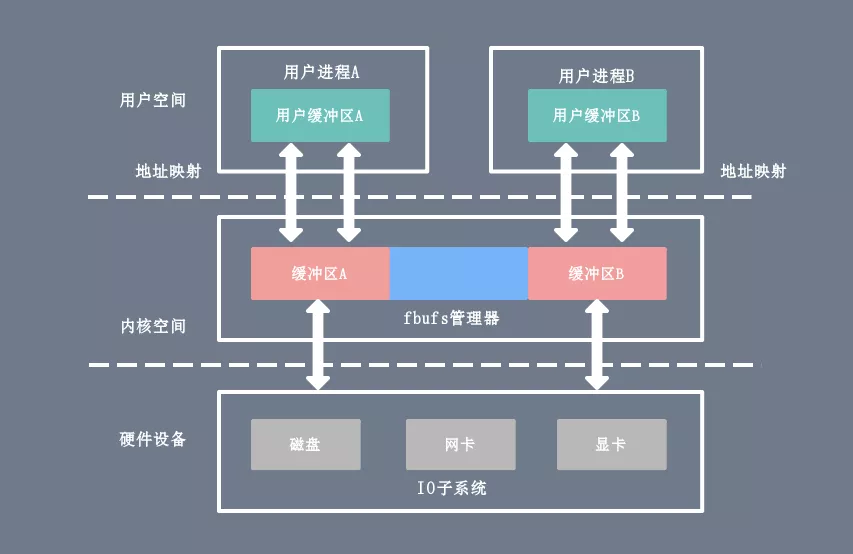 用户进程A
用户进程B
用户空间
用户缓冲区A
用户缓冲区B
地址映射
地址映射
缓冲区A
缓冲区B
fbufs管理器
内核空间
硬件设备
磁盘
网卡
显卡
IO子系统